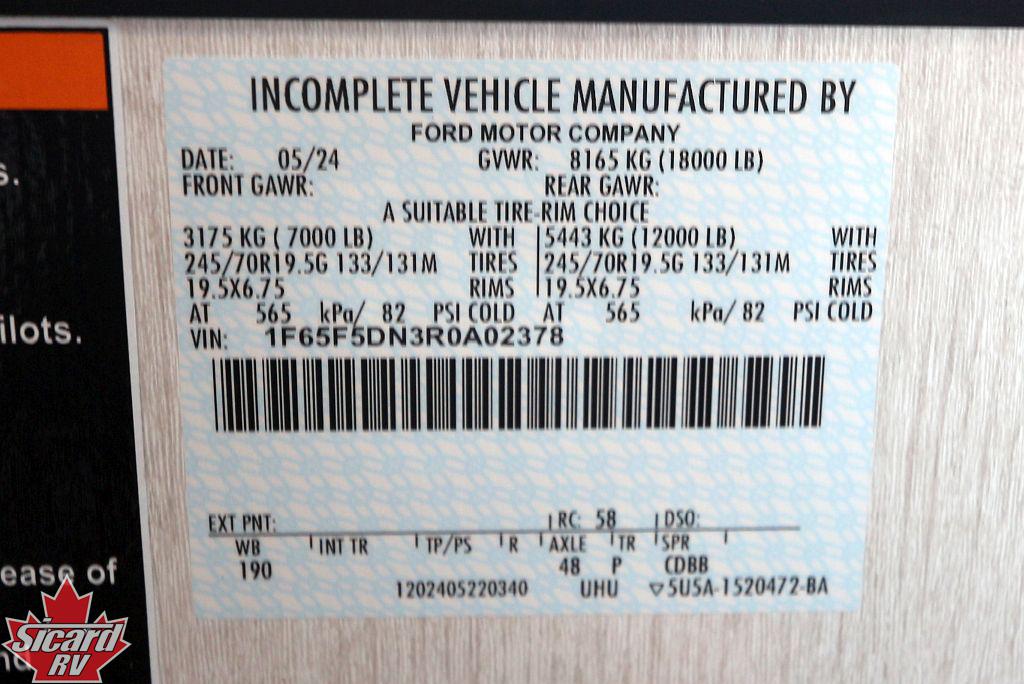 INCOMPLETE VEHICLE MANUFACTURED BY
FORD MOTOR COMPANY
DATE: 05/24 GVWR: 8165 KG (18000 LB)
FRONT GAWR: REAR GAWR:
A SUITABLE TIRE-RIM CHOICE
3175 KG ( 7000 LB) WITH 5443 KG (12000 LB) WITH
245/70R19.5G 133/131M TIRES 245/70R19.5G 133/131M TIRES
19.5X6.75 RIMS 19.5X6.75 RIMS
AT 565 kPa/ 82 PSI COLD AT 565 kPa/ 82 PSI COLD
VIN: 1F65F5DN3R0A02378
EXT PNT: RC: 58 DSO:
WB INT TR TP/PS R AXLE TR SPR
190 48 P CDBB
1202405220340 UHU ▽5U5A-1520472-BA
s.
ilots.
ease of
Sicard
RV